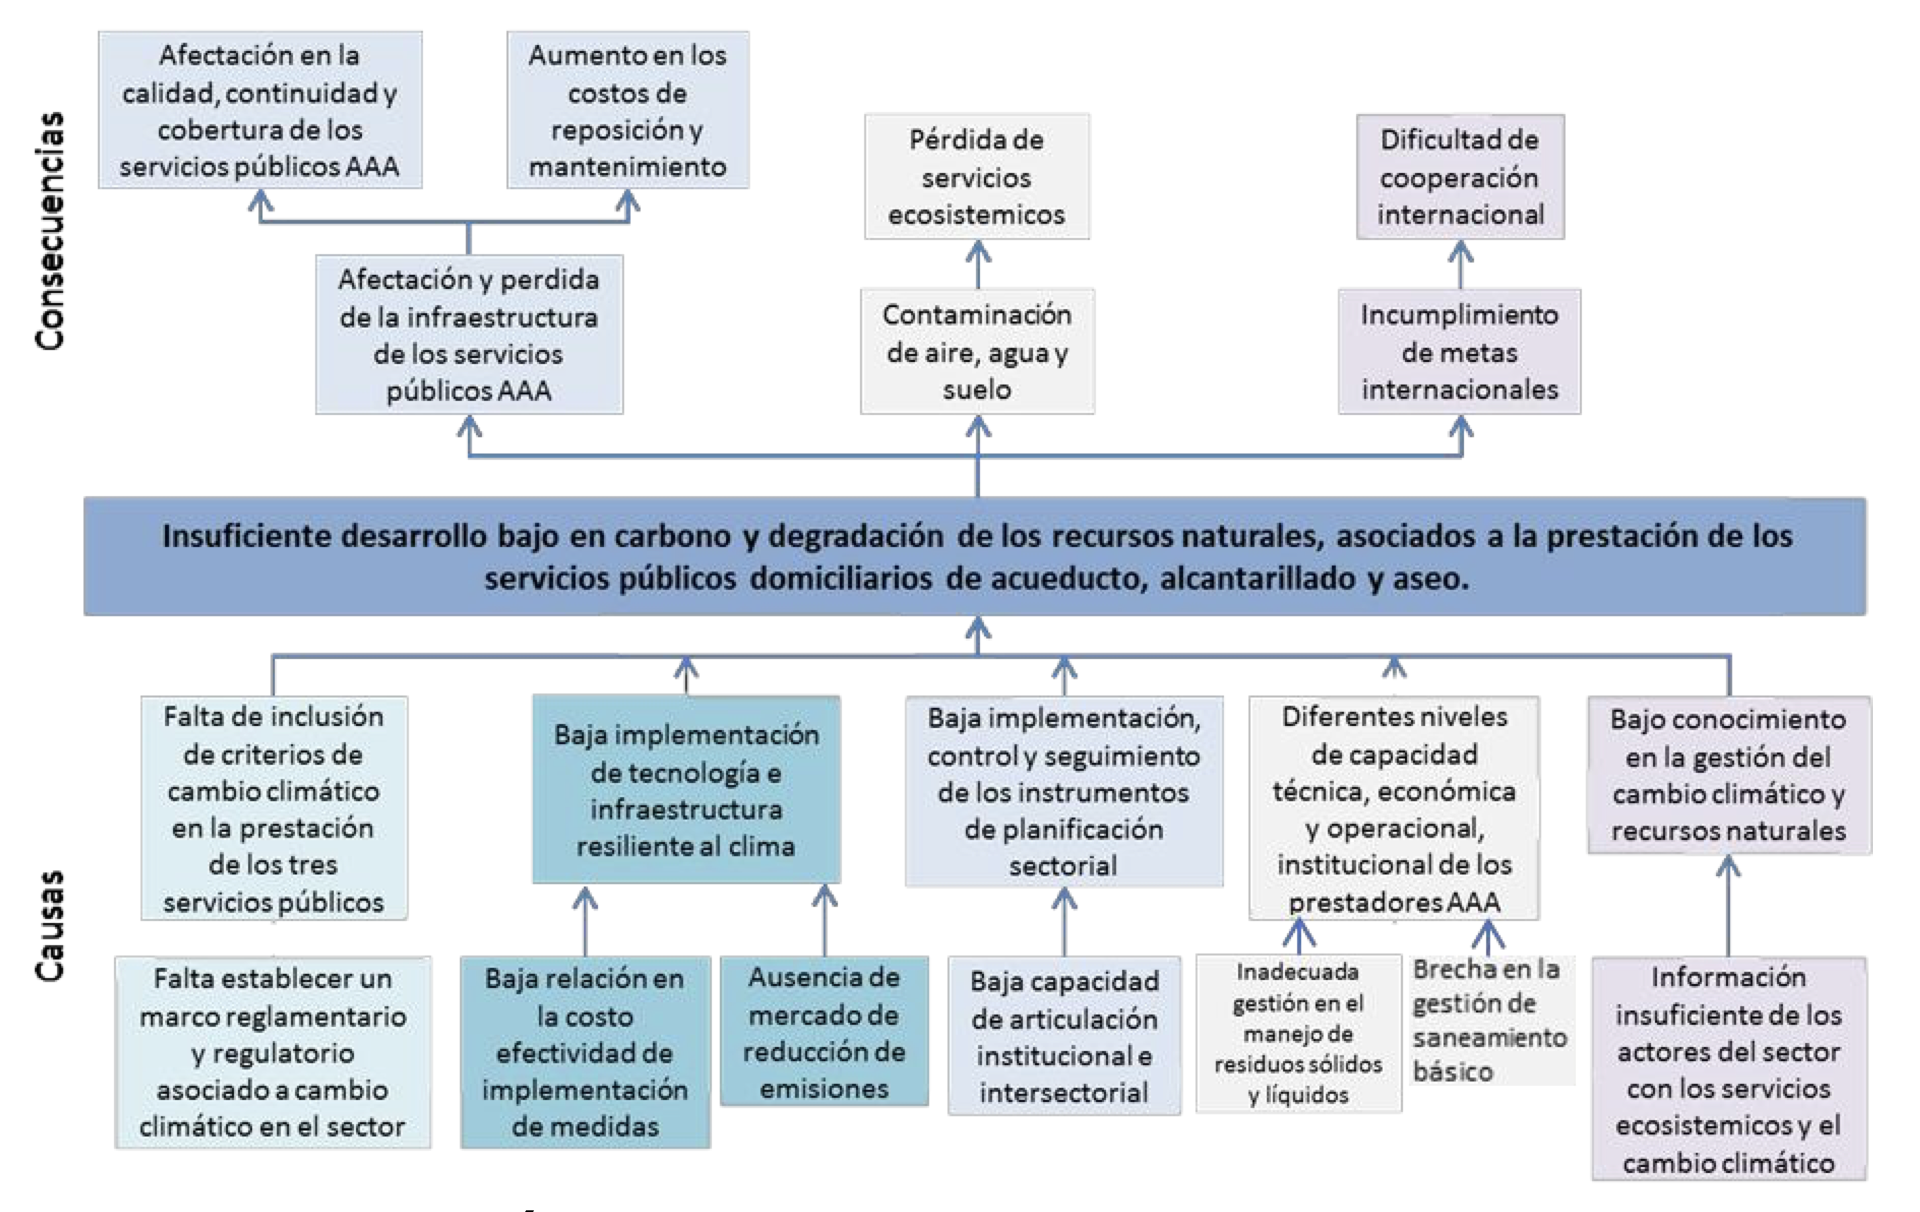 Consecuencias
Afectación en la
calidad, continuidad y
cobertura de los
servicios públicos AAA
Aumento en los
costos de
reposición y
mantenimiento
Pérdida de
servicios
ecosistemicos
Dificultad de
cooperación
internacional
Afectación y perdida
de la infraestructura
de los servicios
públicos AAA
Contaminación
de aire, agua y
suelo
Incumplimiento
de metas
internacionales
Insuficiente desarrollo bajo en carbono y degradación de los recursos naturales, asociados a la prestación de los
servicios públicos domiciliarios de acueducto, alcantarillado y aseo.
Causas
Falta de inclusión
de criterios de
cambio climático
en la prestación
de los tres
servicios públicos
Baja implementación
de tecnología e
infraestructura
resiliente al clima
Baja implementación,
control y seguimiento
de los instrumentos
de planificación
sectorial
Diferentes niveles
de capacidad
técnica, económica
y operacional,
institucional de los
prestadores AAA
Bajo conocimiento
en la gestión del
cambio climático y
recursos naturales
Falta establecer un
marco reglamentario
y regulatorio
asociado a cambio
climático en el sector
Baja relación en
la costo
efectividad de
implementación
de medidas
Ausencia de
mercado de
reducción de
emisiones
Baja capacidad
de articulación
institucional e
intersectorial
Inadecuada
gestión en el
manejo de
residuos sólidos
y líquidos
Brecha en la
gestión de
saneamiento
básico
Información
insuficiente de los
actores del sector
con los servicios
ecosistemicos y el
cambio climático